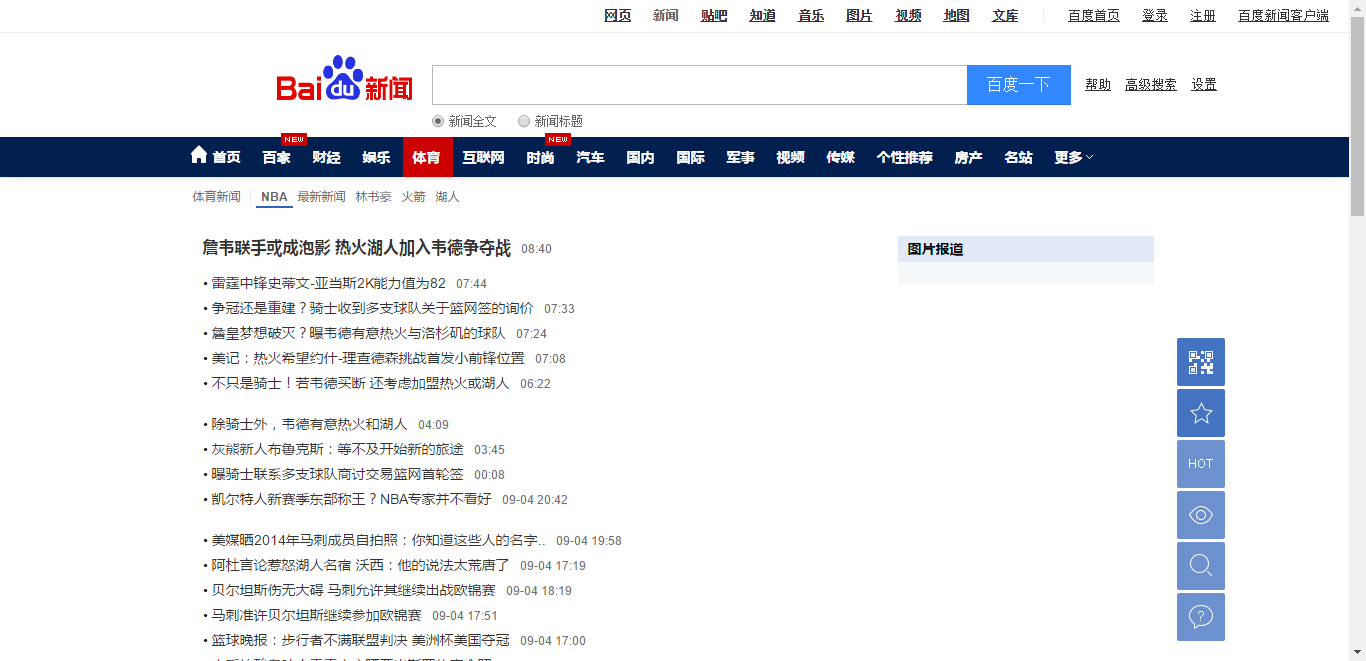 网页 新闻 贴吧 知道 音乐 图片 视频 地图 文库 百度首页 登录 注册 百度新闻客户端
Bai du 新闻 百度一下 帮助 高级搜索 设置
新闻全文 新闻标题
NEW NEW
首页 百家 财经 娱乐 体育 互联网 时尚 汽车 国内 国际 军事 视频 传媒 个性推荐 房产 名站 更多
体育新闻 NBA 最新新闻 林书豪 火箭 湖人
詹韦联手或成泡影 热火湖人加入韦德争夺战 08:40
图片报道
• 雷霆中锋史蒂文-亚当斯2K能力值为82 07:44
• 争冠还是重建？骑士收到多支球队关于篮网签的询价 07:33
• 詹皇梦想破灭？曝韦德有意热火与洛杉矶的球队 07:24
• 美记：热火希望约什-理查德森挑战首发小前锋位置 07:08
• 不只是骑士！若韦德买断 还考虑加盟热火或湖人 06:22
• 除骑士外，韦德有意热火和湖人 04:09
• 灰熊新人布鲁克斯：等不及开始新的旅途 03:45
• 曝骑士联系多支球队商讨交易篮网首轮签 00:08
• 凯尔特人新赛季东部称王？NBA专家并不看好 09-04 20:42
• 美媒晒2014年马刺成员自拍照：你知道这些人的名字.. 09-04 19:58
• 阿杜言论惹怒湖人名宿 沃西：他的说法太荒唐了 09-04 17:19
• 贝尔坦斯伤无大碍 马刺允许其继续出战欧锦赛 09-04 18:19
• 马刺准许贝尔坦斯继续参加欧锦赛 09-04 17:51
• 篮球晚报：步行者不满联盟判决 美洲杯美国夺冠 09-04 17:00
HOT